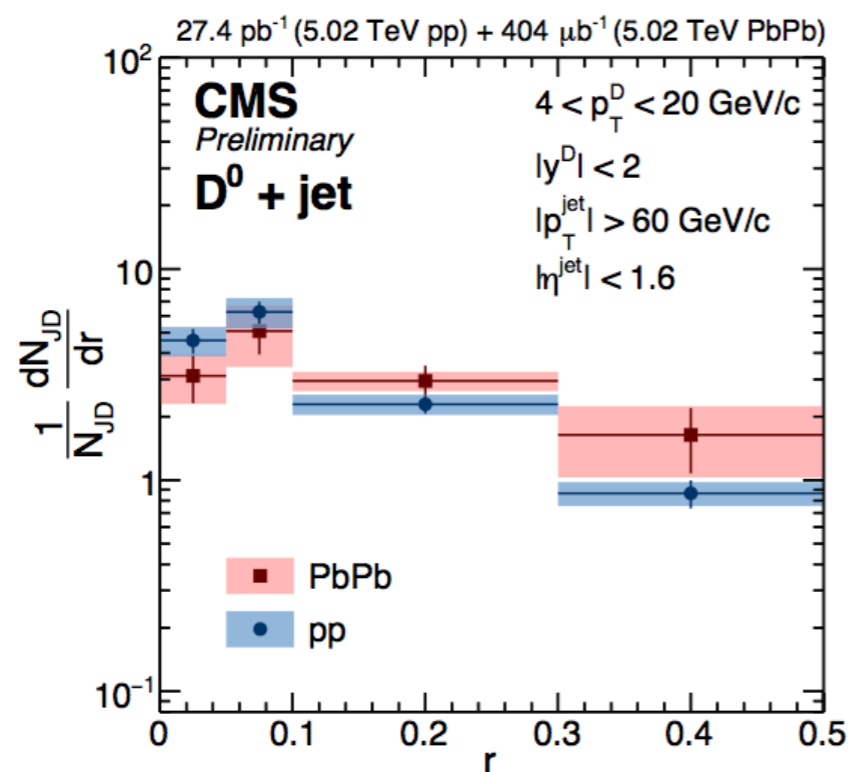 27.4 pb⁻¹ (5.02 TeV pp) + 404 μb⁻¹ (5.02 TeV PbPb)
CMS
Preliminary
D⁰ + jet
4 < p_T^D < 20 GeV/c
|y^D| < 2
|p_T^jet| > 60 GeV/c
|η^jet| < 1.6
1/N_JD dN_JD/dr
10²
10
1
10⁻¹
PbPb
pp
0 0.1 0.2 0.3 0.4 0.5
r